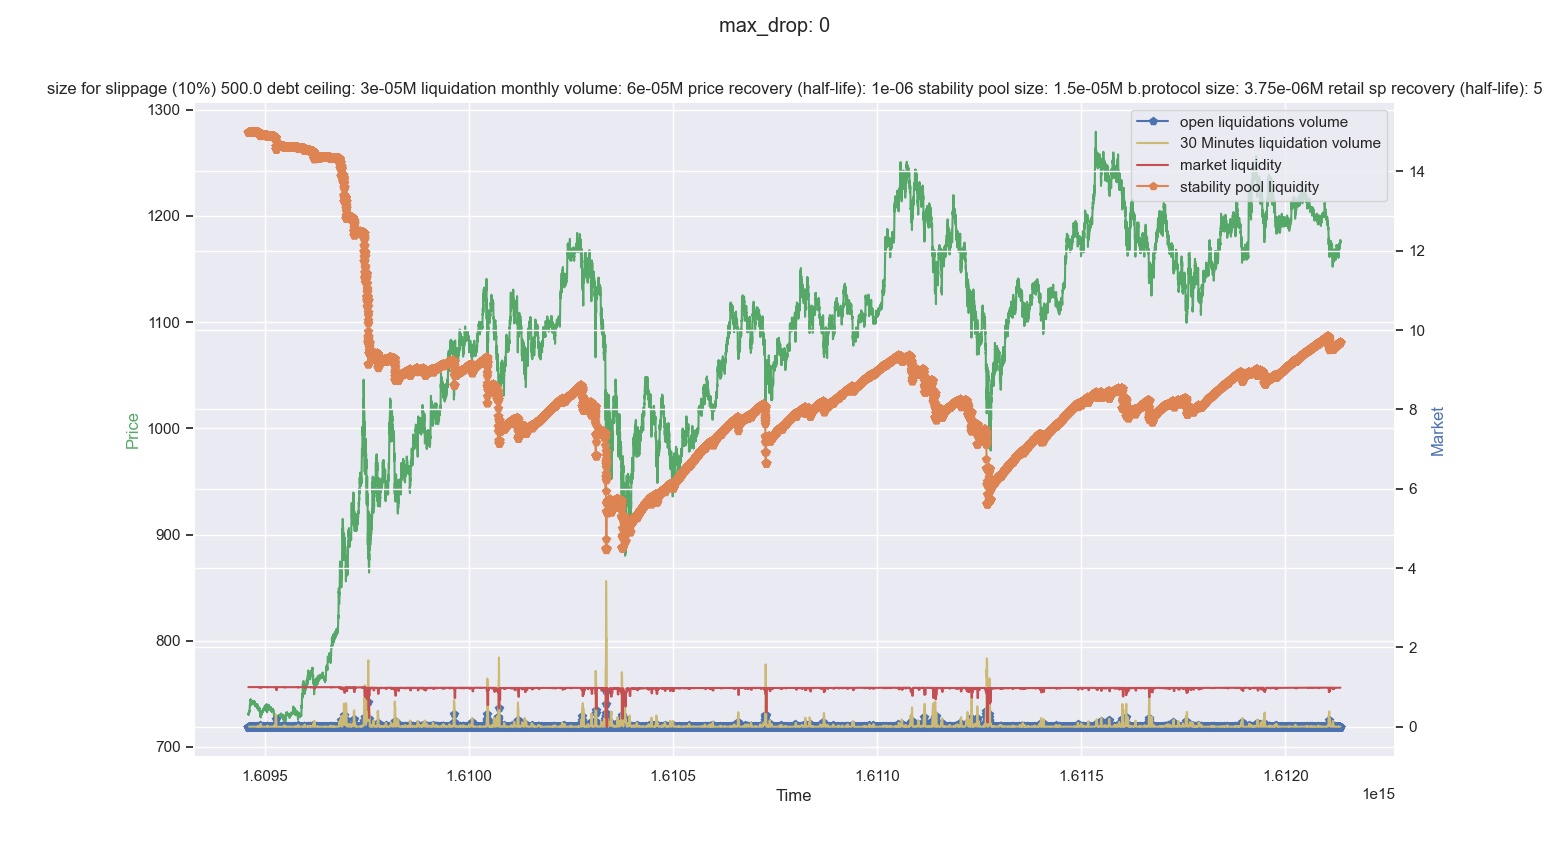 max_drop: 0
size for slippage (10%) 500.0 debt ceiling: 3e-05M liquidation monthly volume: 6e-05M price recovery (half-life): 1e-06 stability pool size: 1.5e-05M b.protocol size: 3.75e-06M retail sp recovery (half-life): 5
open liquidations volume
30 Minutes liquidation volume
market liquidity
stability pool liquidity
1300
1200
1100
1000
900
800
700
Price
14
12
10
8
6
4
2
0
Market
1.6095 1.6100 1.6105 1.6110 1.6115 1.6120
Time
1e15